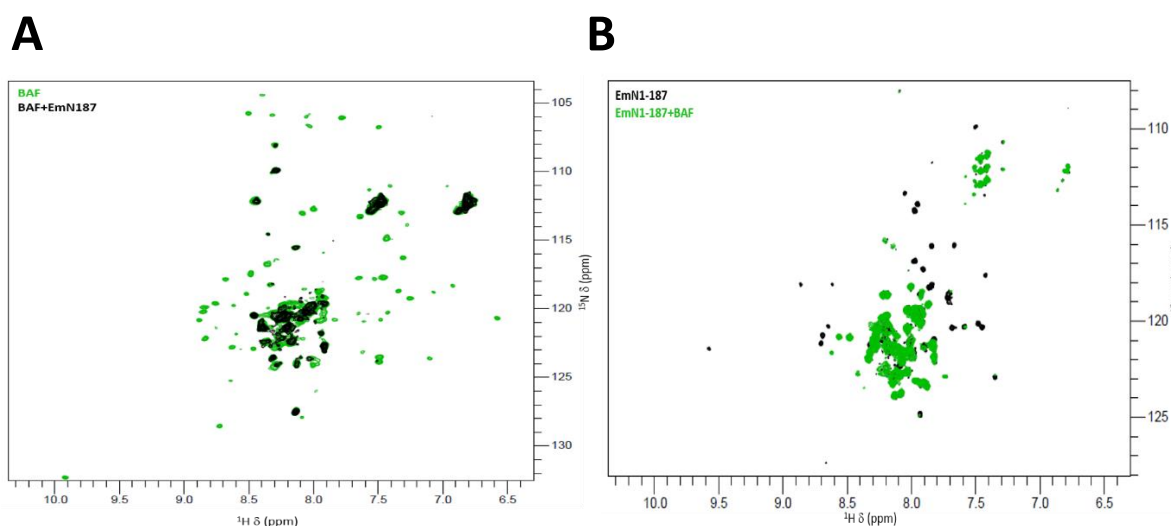 A
B
BAF
BAF+EmN187
105
110
115
120
125
130
10.0 9.5 9.0 8.5 8.0 7.5 7.0 6.5
¹H δ (ppm)
¹⁵N δ (ppm)
EmN1-187
EmN1-187+BAF
110
115
120
125
10.0 9.5 9.0 8.5 8.0 7.5 7.0 6.5
¹H δ (ppm)